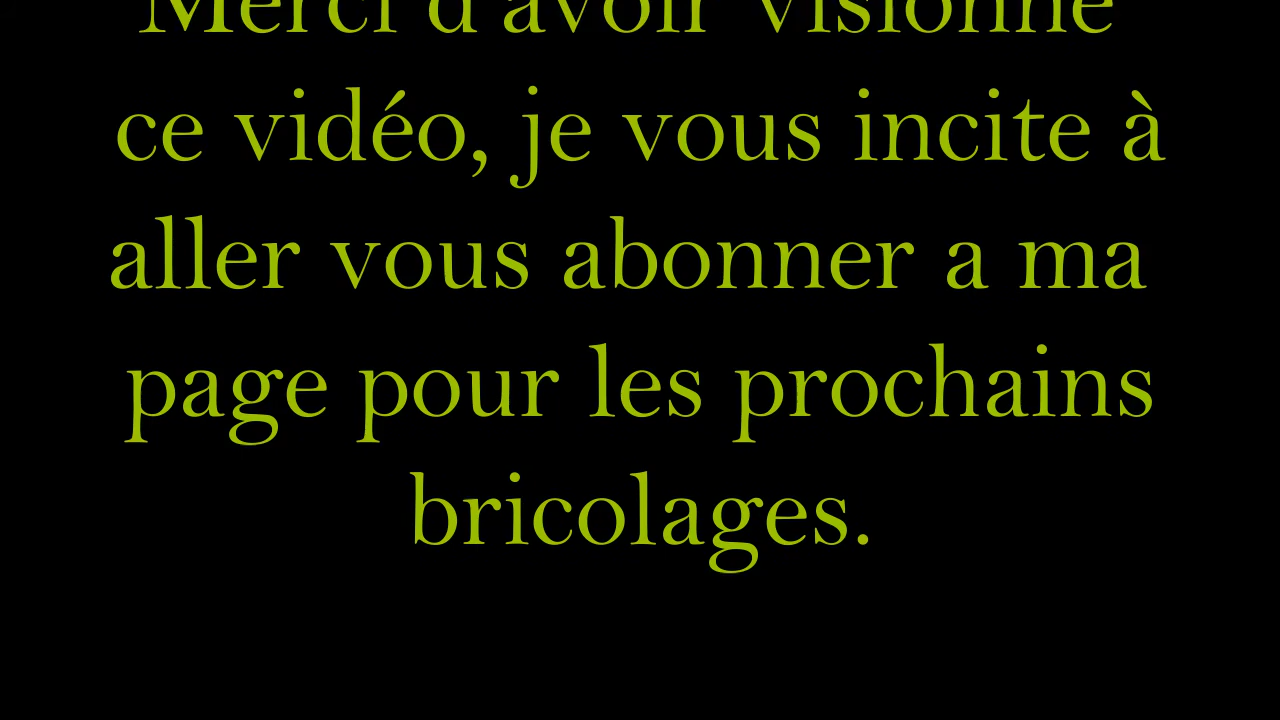 Merci d'avoir visionné
ce vidéo, je vous incite à
aller vous abonner a ma
page pour les prochains
bricolages.